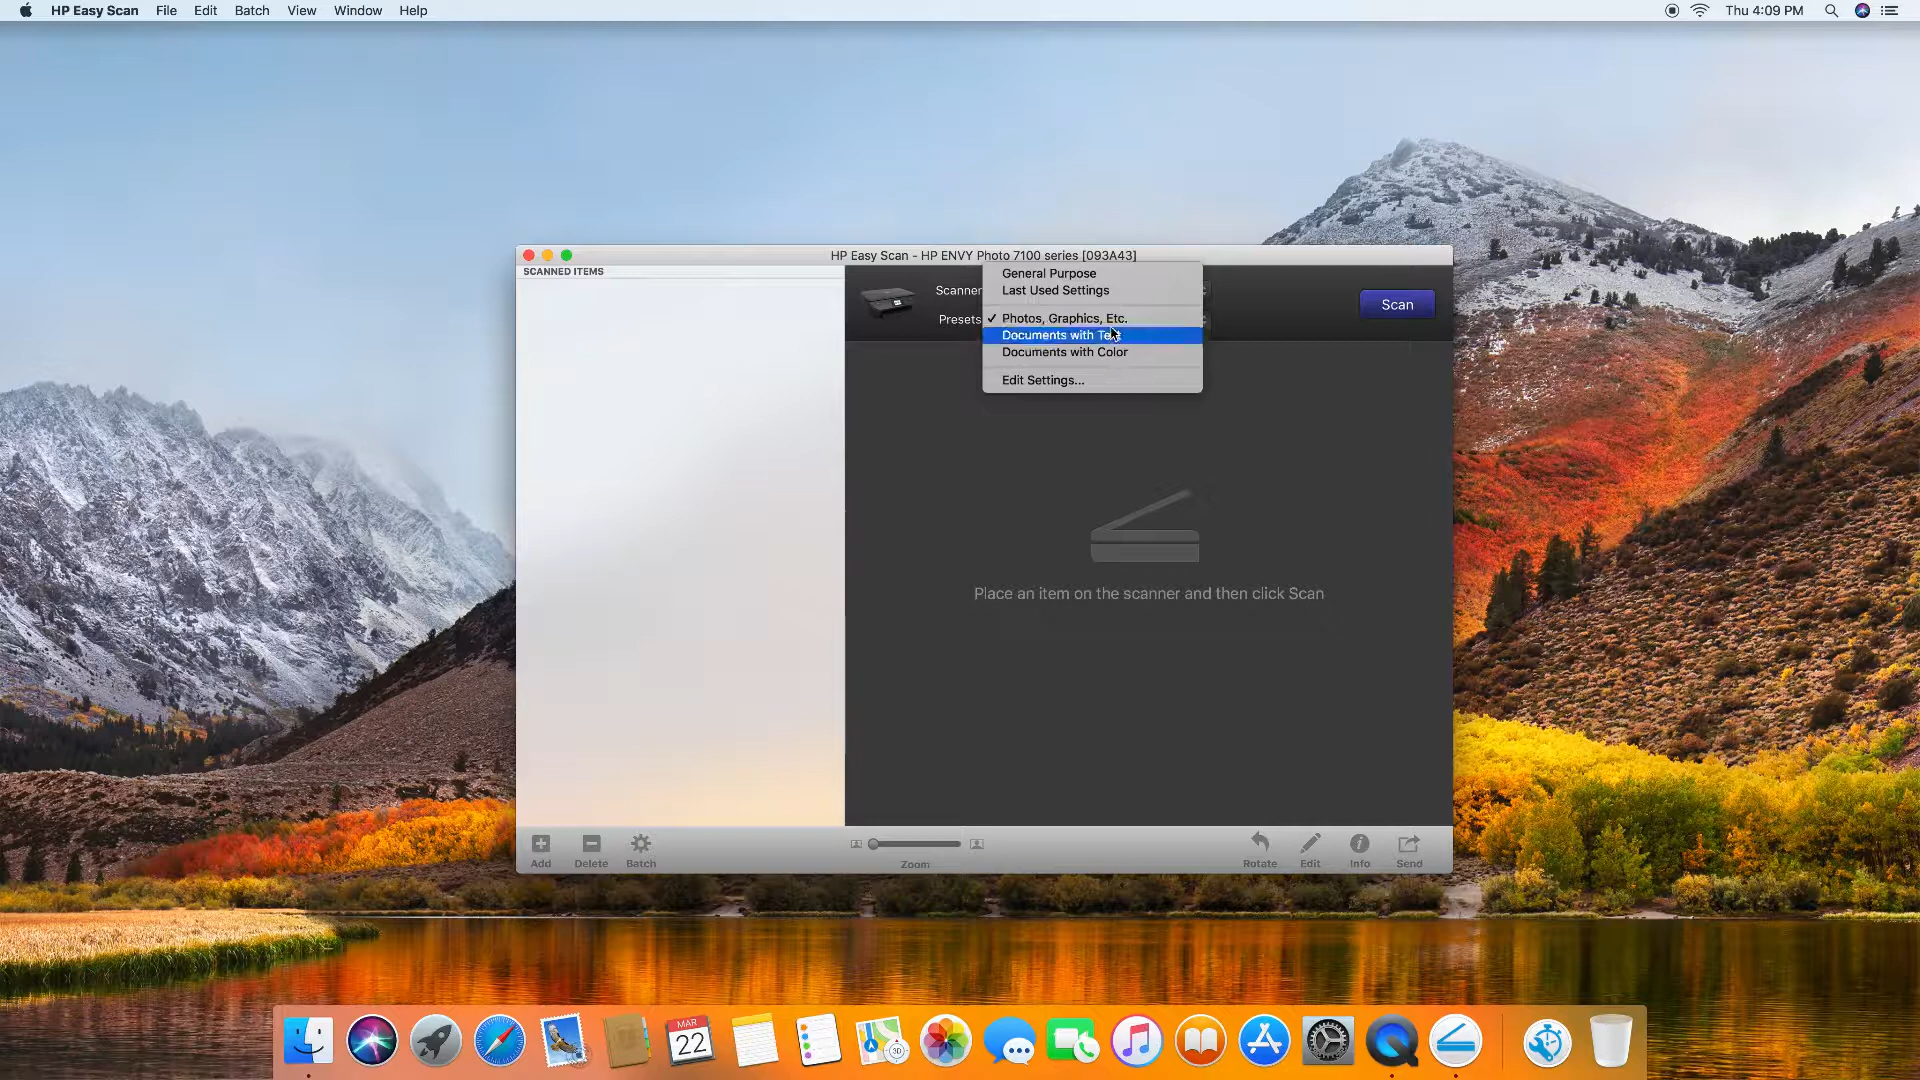 HP Easy Scan File Edit Batch View Window Help Thu 4:09 PM
HP Easy Scan - HP ENVY Photo 7100 series [093A43]
SCANNED ITEMS
General Purpose
Scanner Last Used Settings
Scan
Presets ✓ Photos, Graphics, Etc.
Documents with Text
Documents with Color
Edit Settings...
Place an item on the scanner and then click Scan
Add Delete Batch Zoom Rotate Edit Info Send
MAR
22
3D